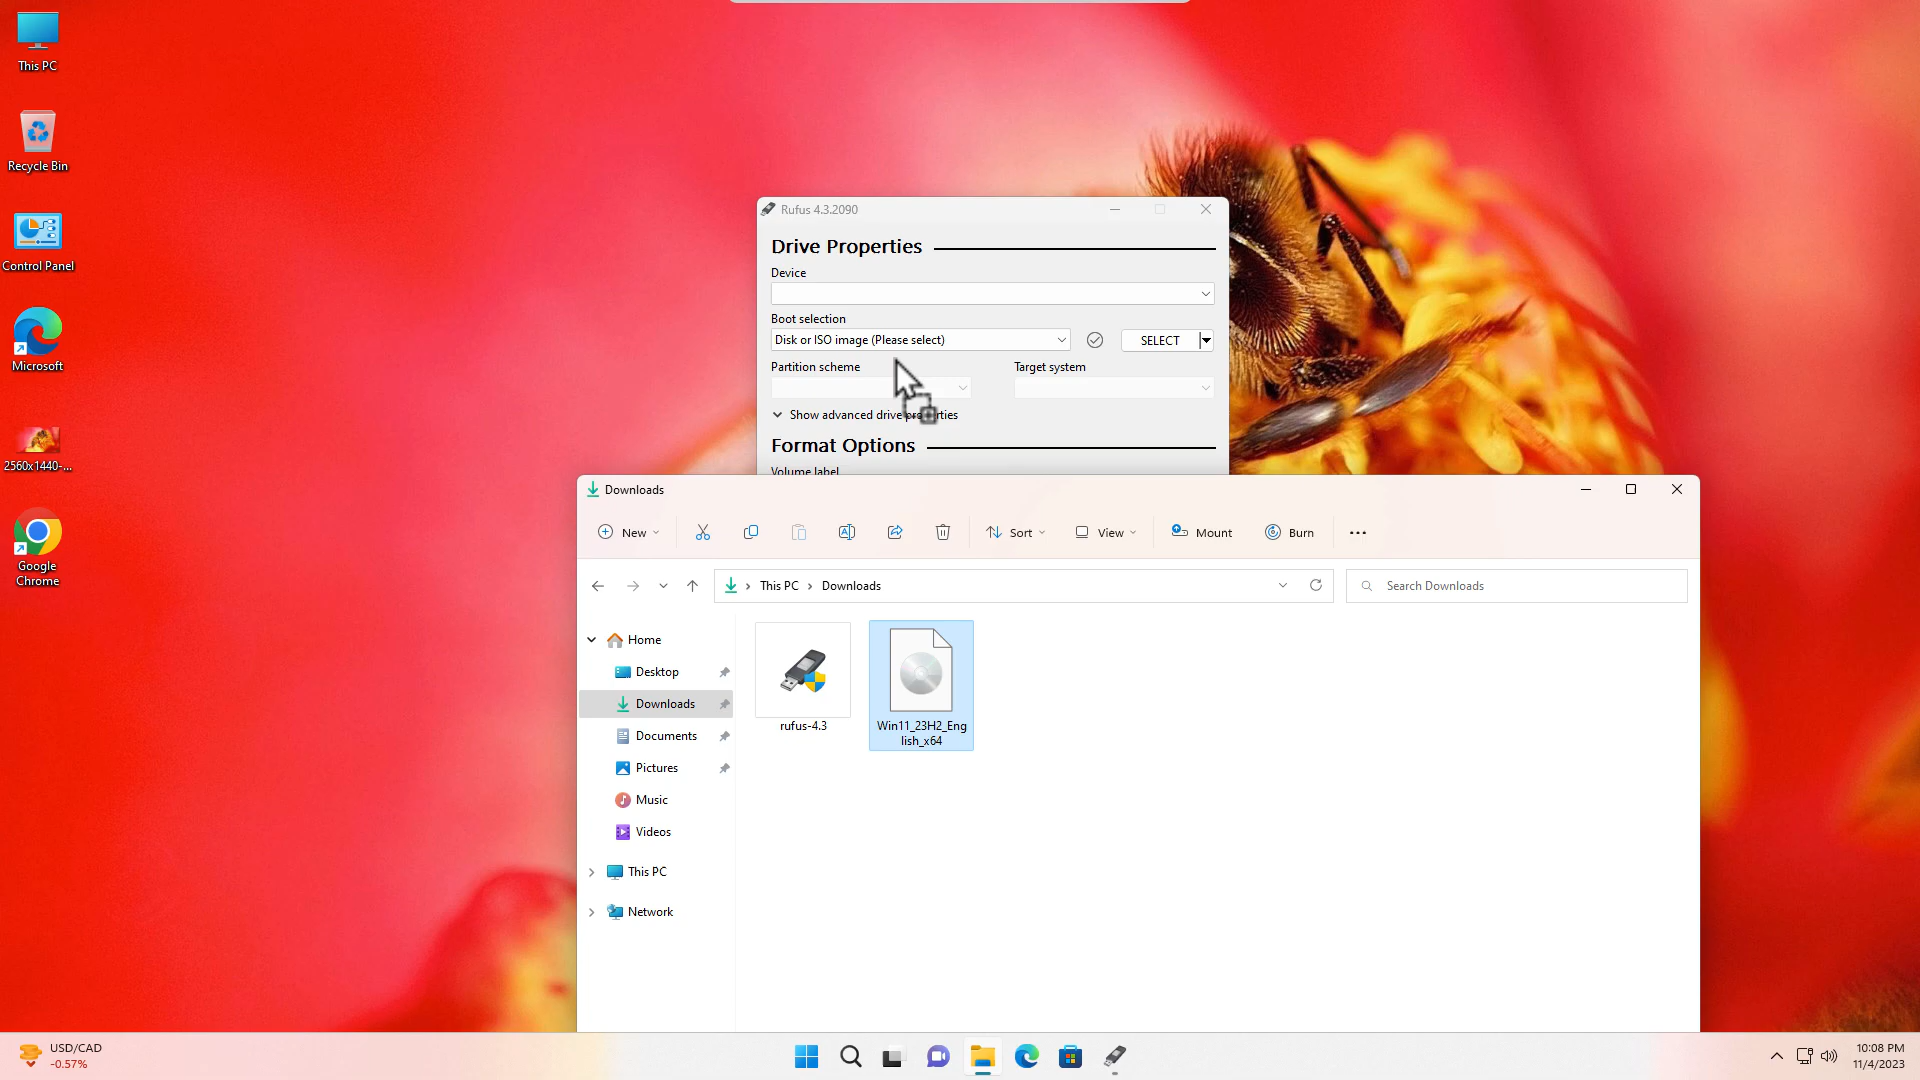 This PC
Recycle Bin
Control Panel
Microsoft
2560x1440-...
Google
Chrome
Rufus 4.3.2090
Drive Properties
Device
Boot selection
Disk or ISO image (Please select)
SELECT
Partition scheme
Target system
Show advanced drive properties
Format Options
Volume label
Downloads
New
Sort
View
Mount
Burn
This PC
Downloads
Search Downloads
Home
Desktop
Downloads
Documents
Pictures
Music
Videos
This PC
Network
rufus-4.3
Win11_23H2_Eng
lish_x64
USD/CAD
-0.57%
10:08 PM
11/4/2023